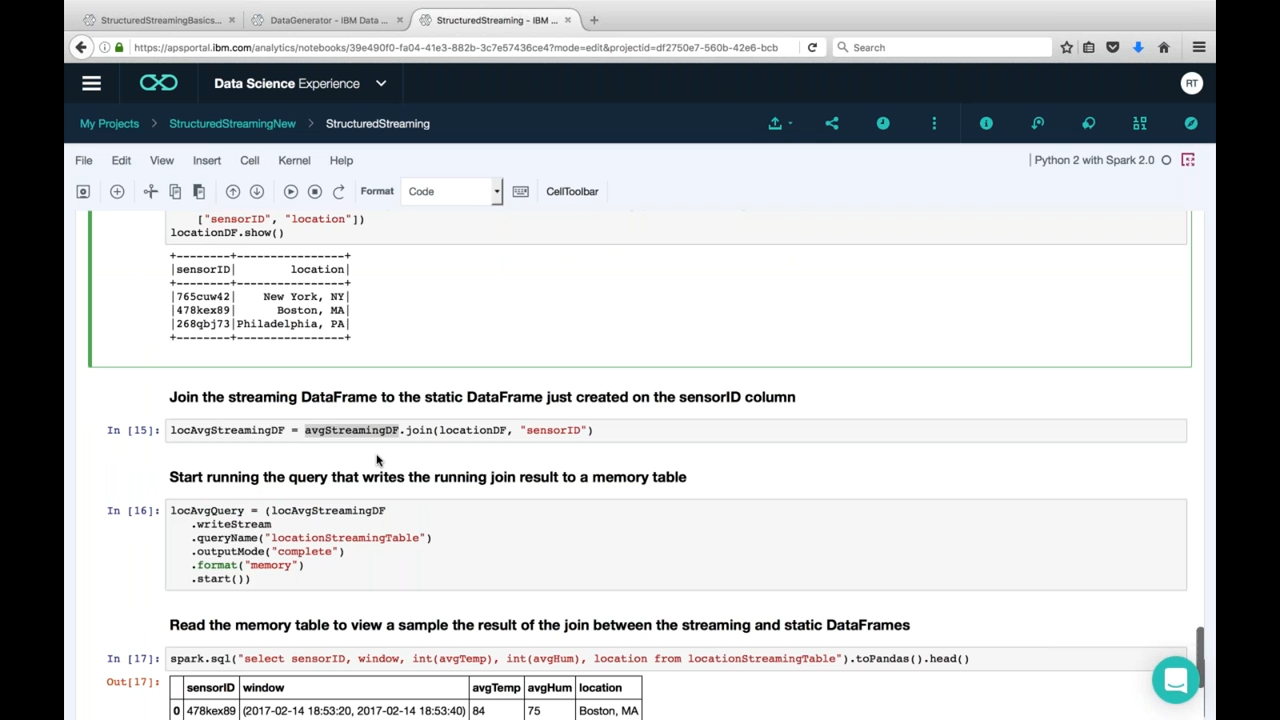 StructuredStreamingBasics... ×
DataGenerator - IBM Data ... ×
StructuredStreaming - IBM ... ×
https://apsportal.ibm.com/analytics/notebooks/39e490f0-fa04-41e3-882b-3c7e57436ce4?mode=edit&projectid=df2750e7-560b-42e6-bcb
Search
Data Science Experience
RT
My Projects > StructuredStreamingNew > StructuredStreaming
File Edit View Insert Cell Kernel Help
Python 2 with Spark 2.0
Format Code CellToolbar
["sensorID", "location"])
locationDF.show()
+--------+----------------+
|sensorID|        location|
+--------+----------------+
|765cuw42|    New York, NY|
|478kex89|      Boston, MA|
|268qbj73|Philadelphia, PA|
+--------+----------------+
Join the streaming DataFrame to the static DataFrame just created on the sensorID column
In [15]: locAvgStreamingDF = avgStreamingDF.join(locationDF, "sensorID")
Start running the query that writes the running join result to a memory table
In [16]: locAvgQuery = (locAvgStreamingDF
.writeStream
.queryName("locationStreamingTable")
.outputMode("complete")
.format("memory")
.start())
Read the memory table to view a sample the result of the join between the streaming and static DataFrames
In [17]: spark.sql("select sensorID, window, int(avgTemp), int(avgHum), location from locationStreamingTable").toPandas().head()
Out[17]: sensorID window avgTemp avgHum location
0 478kex89 (2017-02-14 18:53:20, 2017-02-14 18:53:40) 84 75 Boston, MA